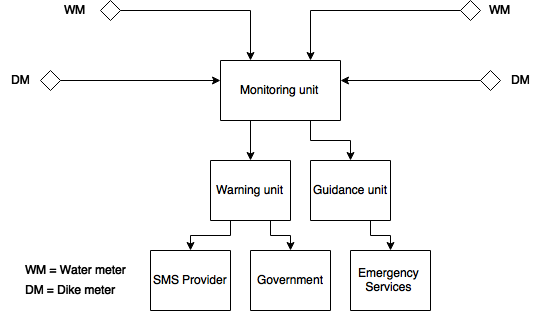 WM
WM
DM
DM
Monitoring unit
Warning unit
Guidance unit
SMS Provider
Government
Emergency
Services
WM = Water meter
DM = Dike meter